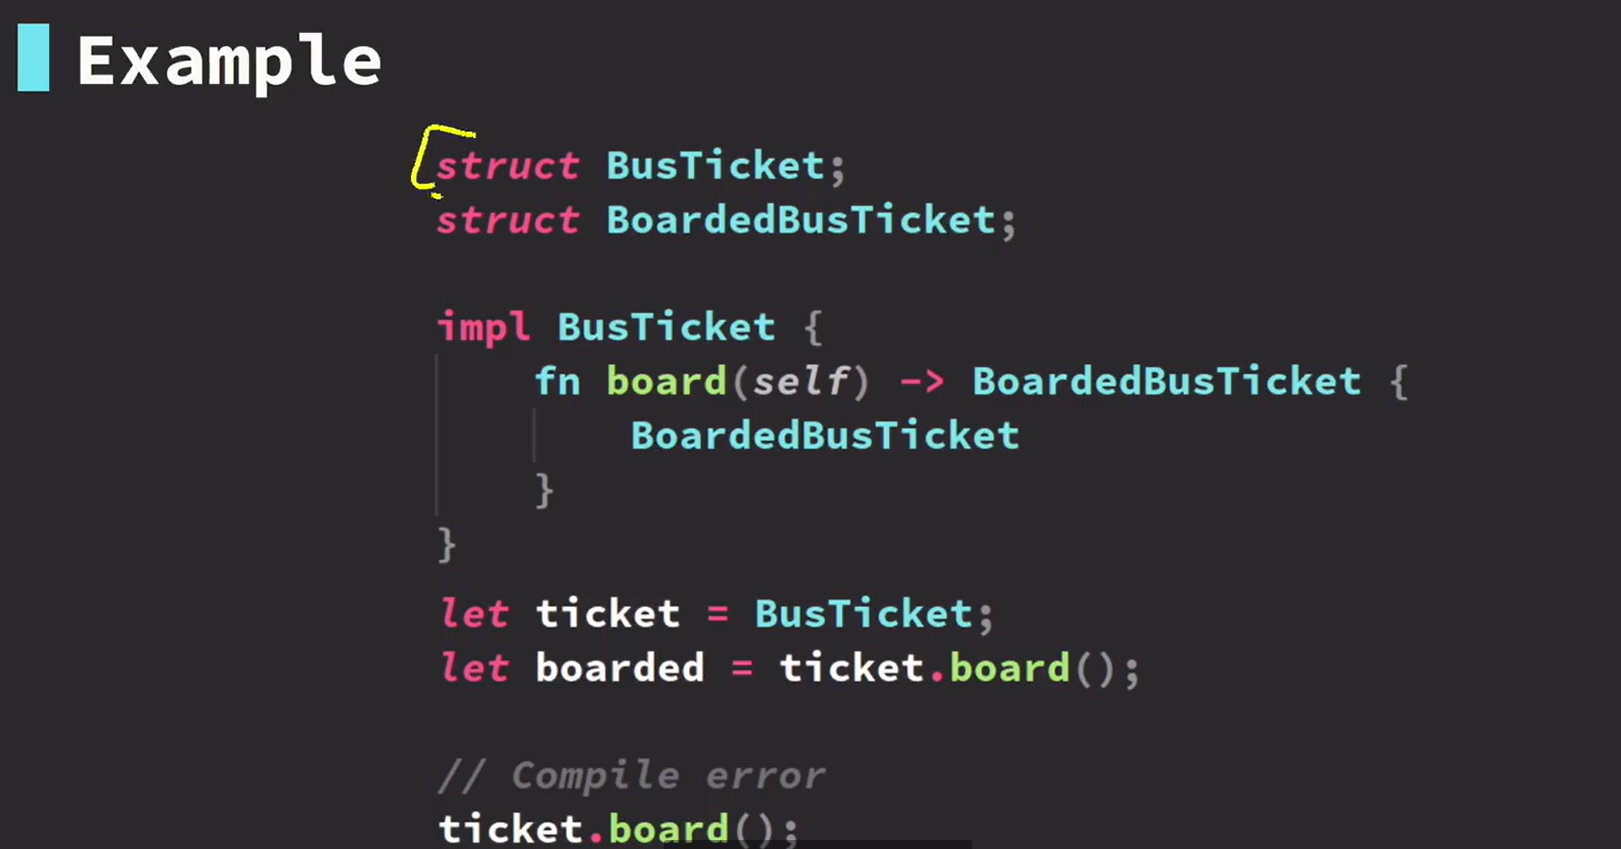 Example
struct BusTicket;
struct BoardedBusTicket;
impl BusTicket {
fn board(self) -> BoardedBusTicket {
BoardedBusTicket
}
}
let ticket = BusTicket;
let boarded = ticket.board();
// Compile error
ticket.board();